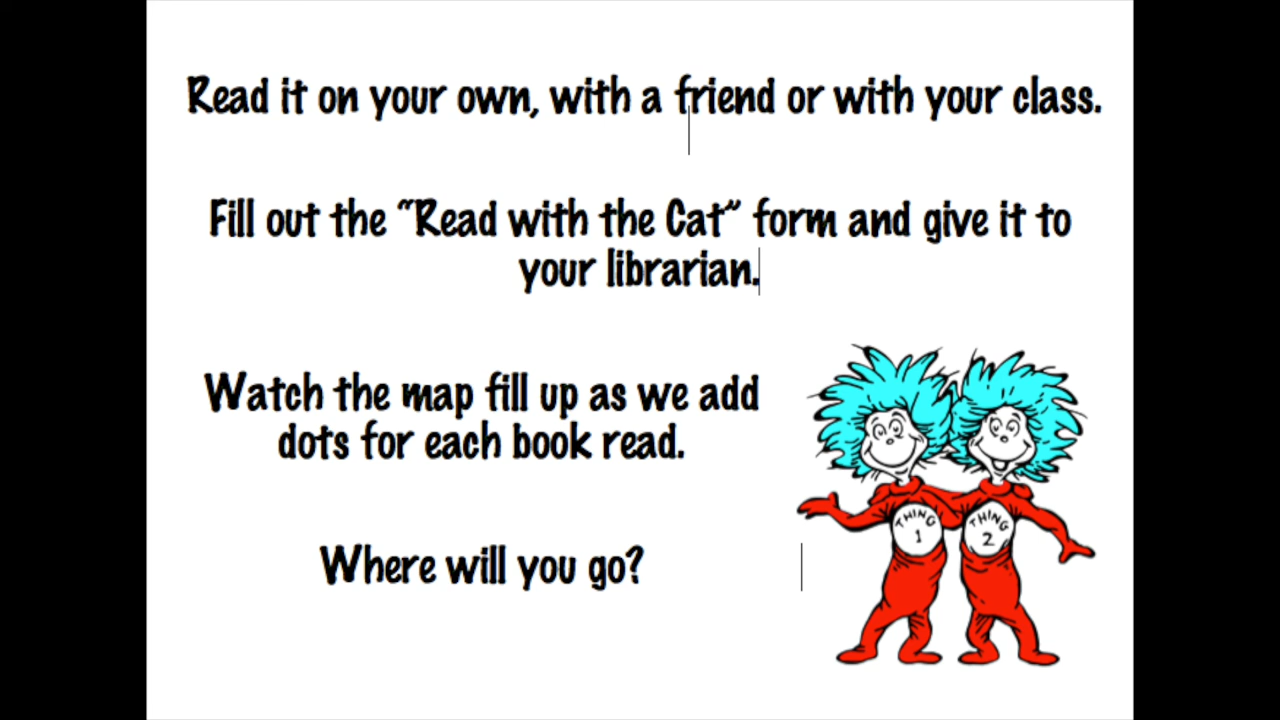 Read it on your own, with a friend or with your class.
Fill out the “Read with the Cat” form and give it to
your librarian.
Watch the map fill up as we add
dots for each book read.
Where will you go?
THING
1
THING
2